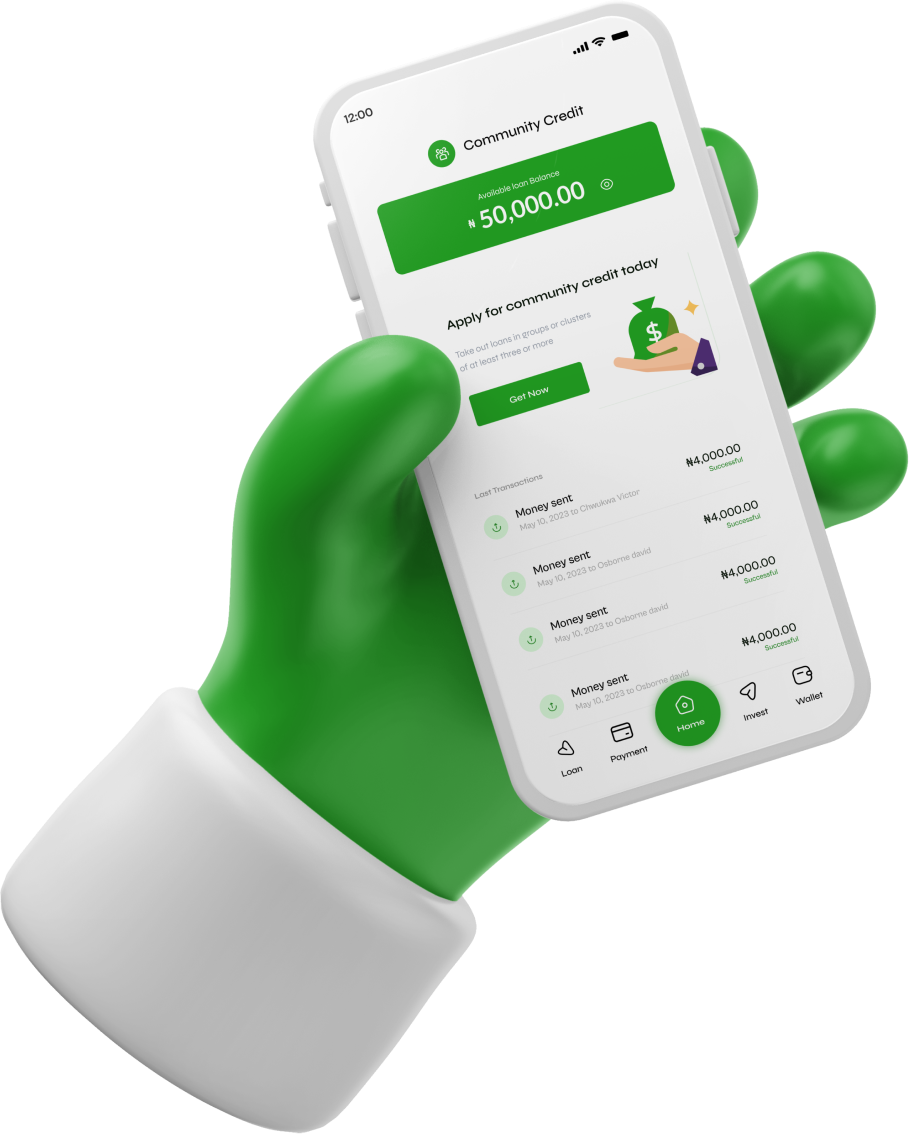 12:00
Community Credit
Available loan Balance
₦ 50,000.00
Apply for community credit today
Take out loans in groups or clusters
of at least three or more
$
Get Now
Last Transactions
Money sent
₦4,000.00
May 10, 2023 to Chwukwa Victor
Successful
Money sent
₦4,000.00
May 10, 2023 to Osborne david
Successful
Money sent
₦4,000.00
May 10, 2023 to Osborne david
Successful
Money sent
₦4,000.00
May 10, 2023 to Osborne david
Successful
Loan
Payment
Home
Invest
Wallet